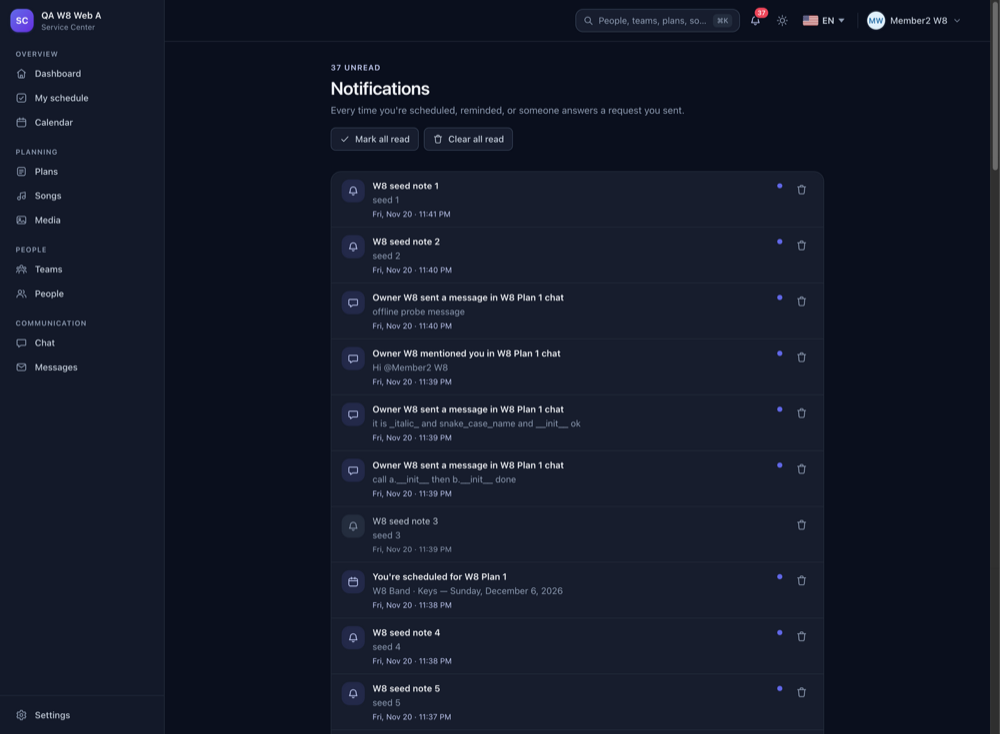 SC
QA W8 Web A
Service Center
People, teams, plans, so... ⌘K
37
EN
MW
Member2 W8
OVERVIEW
Dashboard
My schedule
Calendar
PLANNING
Plans
Songs
Media
PEOPLE
Teams
People
COMMUNICATION
Chat
Messages
Settings
37 UNREAD
Notifications
Every time you're scheduled, reminded, or someone answers a request you sent.
Mark all read
Clear all read
W8 seed note 1
seed 1
Fri, Nov 20 · 11:41 PM
W8 seed note 2
seed 2
Fri, Nov 20 · 11:40 PM
Owner W8 sent a message in W8 Plan 1 chat
offline probe message
Fri, Nov 20 · 11:40 PM
Owner W8 mentioned you in W8 Plan 1 chat
Hi @Member2 W8
Fri, Nov 20 · 11:39 PM
Owner W8 sent a message in W8 Plan 1 chat
it is _italic_ and snake_case_name and __init__ ok
Fri, Nov 20 · 11:39 PM
Owner W8 sent a message in W8 Plan 1 chat
call a.__init__ then b.__init__ done
Fri, Nov 20 · 11:39 PM
W8 seed note 3
seed 3
Fri, Nov 20 · 11:39 PM
You're scheduled for W8 Plan 1
W8 Band · Keys — Sunday, December 6, 2026
Fri, Nov 20 · 11:38 PM
W8 seed note 4
seed 4
Fri, Nov 20 · 11:38 PM
W8 seed note 5
seed 5
Fri, Nov 20 · 11:37 PM